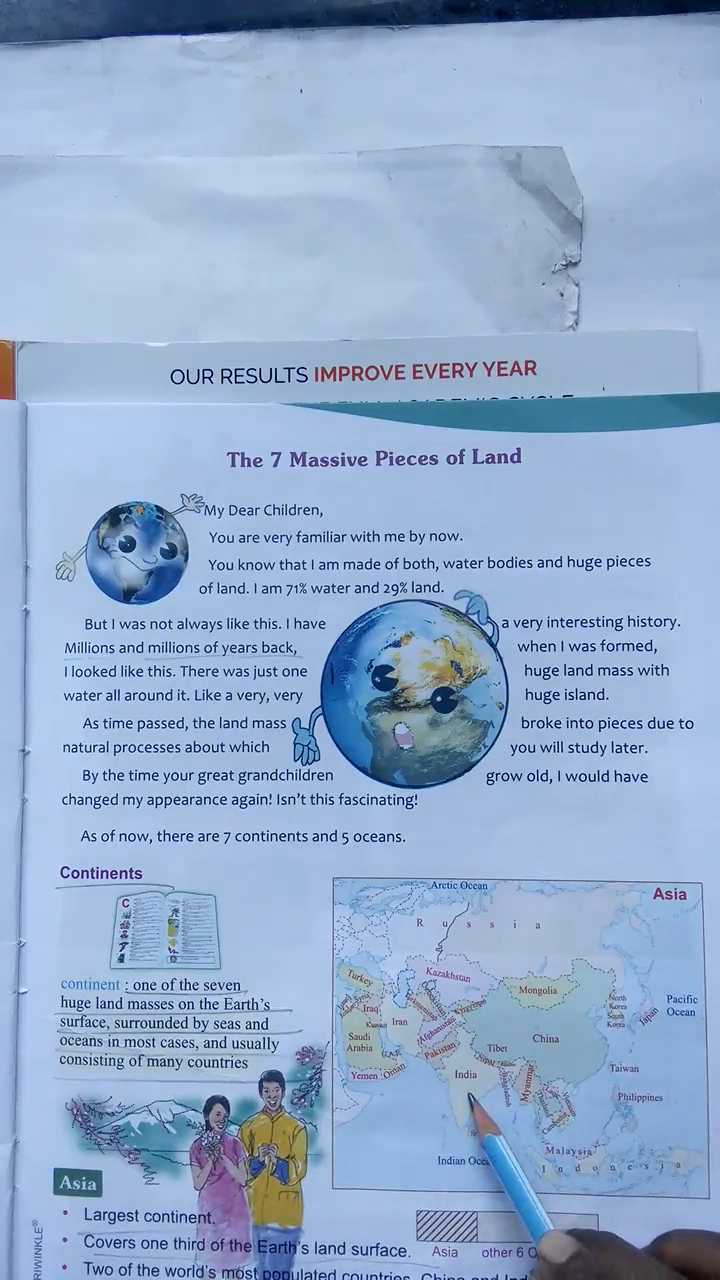 OUR RESULTS IMPROVE EVERY YEAR
The 7 Massive Pieces of Land
My Dear Children,
You are very familiar with me by now.
You know that I am made of both, water bodies and huge pieces
of land. I am 71% water and 29% land.
But I was not always like this. I have a very interesting history.
Millions and millions of years back, when I was formed,
I looked like this. There was just one huge land mass with
water all around it. Like a very, very huge island.
As time passed, the land mass broke into pieces due to
natural processes about which you will study later.
By the time your great grandchildren grow old, I would have
changed my appearance again! Isn't this fascinating!
As of now, there are 7 continents and 5 oceans.
Continents
C
continent : one of the seven
huge land masses on the Earth's
surface, surrounded by seas and
oceans in most cases, and usually
consisting of many countries
Arctic Ocean
Asia
Russia
Turkey
Kazakhstan
Mongolia
North Korea
South Korea
Japan
Pacific Ocean
Iraq
Kuwait
Iran
Afghanistan
Pakistan
China
Tibet
Nepal
Saudi Arabia
Yemen
Oman
India
Myanmar
Taiwan
Philippines
Malaysia
Indonesia
Indian
Asia
Largest continent.
Covers one third of the Earth's land surface.
Two of the world's most populated countries, China and
Asia
other 6
RIWINKLE®